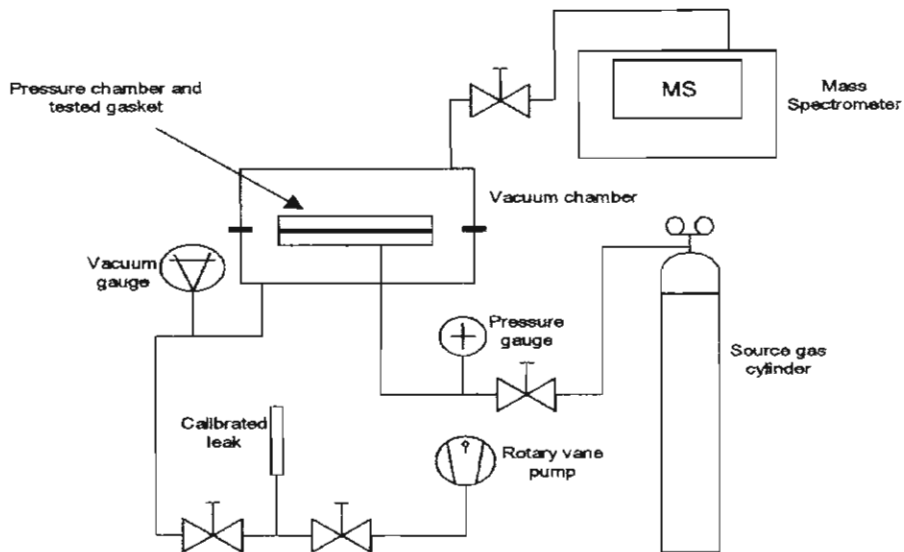 MS
Mass
Spectrometer
Pressure chamber and
tested gasket
Vacuum chamber
Vacuum
gauge
Pressure
gauge
Source gas
cylinder
Calibrated
leak
Rotary vane
pump